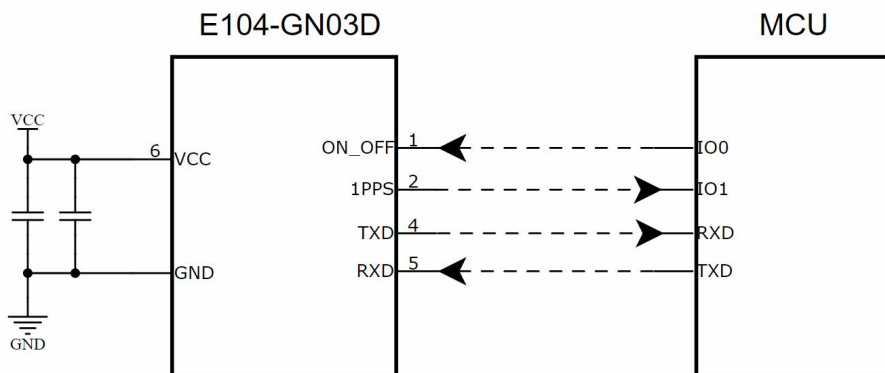 E104-GN03D
MCU
VCC
6 VCC
ON_OFF 1
IO0
1PPS 2
IO1
TXD 4
RXD
GND
RXD 5
TXD
GND